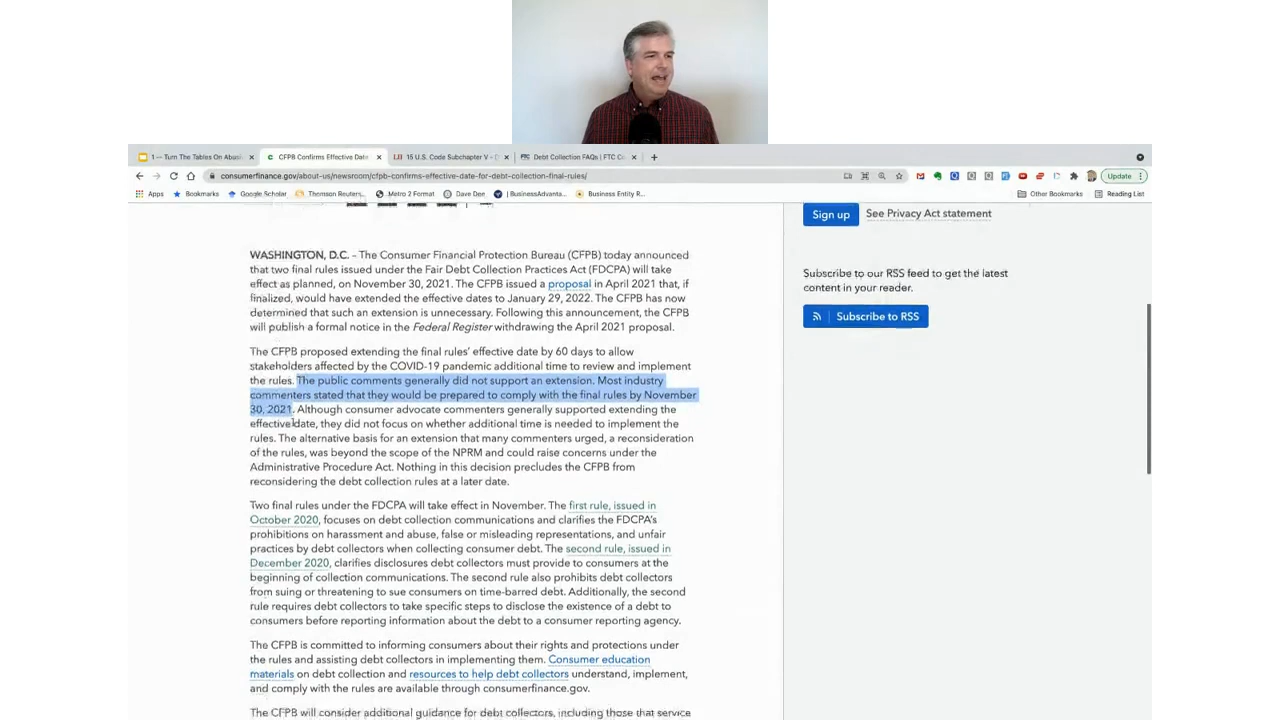 1 — Turn The Tables On Abusi
CFPB Confirms Effective Date
15 U.S. Code Subchapter V - D
Debt Collection FAQs | FTC Co
consumerfinance.gov/about-us/newsroom/cfpb-confirms-effective-date-for-debt-collection-final-rules/
Update
Apps
Bookmarks
Google Scholar
Thomson Reuters...
Metro 2 Format
Dave Dee
| BusinessAdvanta...
Business Entity R...
Other Bookmarks
Reading List
WASHINGTON, D.C. – The Consumer Financial Protection Bureau (CFPB) today announced
that two final rules issued under the Fair Debt Collection Practices Act (FDCPA) will take
effect as planned, on November 30, 2021. The CFPB issued a proposal in April 2021 that, if
finalized, would have extended the effective dates to January 29, 2022. The CFPB has now
determined that such an extension is unnecessary. Following this announcement, the CFPB
will publish a formal notice in the Federal Register withdrawing the April 2021 proposal.
The CFPB proposed extending the final rules' effective date by 60 days to allow
stakeholders affected by the COVID-19 pandemic additional time to review and implement
the rules. The public comments generally did not support an extension. Most industry
commenters stated that they would be prepared to comply with the final rules by November
30, 2021. Although consumer advocate commenters generally supported extending the
effective date, they did not focus on whether additional time is needed to implement the
rules. The alternative basis for an extension that many commenters urged, a reconsideration
of the rules, was beyond the scope of the NPRM and could raise concerns under the
Administrative Procedure Act. Nothing in this decision precludes the CFPB from
reconsidering the debt collection rules at a later date.
Two final rules under the FDCPA will take effect in November. The first rule, issued in
October 2020, focuses on debt collection communications and clarifies the FDCPA's
prohibitions on harassment and abuse, false or misleading representations, and unfair
practices by debt collectors when collecting consumer debt. The second rule, issued in
December 2020, clarifies disclosures debt collectors must provide to consumers at the
beginning of collection communications. The second rule also prohibits debt collectors
from suing or threatening to sue consumers on time-barred debt. Additionally, the second
rule requires debt collectors to take specific steps to disclose the existence of a debt to
consumers before reporting information about the debt to a consumer reporting agency.
The CFPB is committed to informing consumers about their rights and protections under
the rules and assisting debt collectors in implementing them. Consumer education
materials on debt collection and resources to help debt collectors understand, implement,
and comply with the rules are available through consumerfinance.gov.
The CFPB will consider additional guidance for debt collectors, including those that service
Sign up
See Privacy Act statement
Subscribe to our RSS feed to get the latest
content in your reader.
Subscribe to RSS